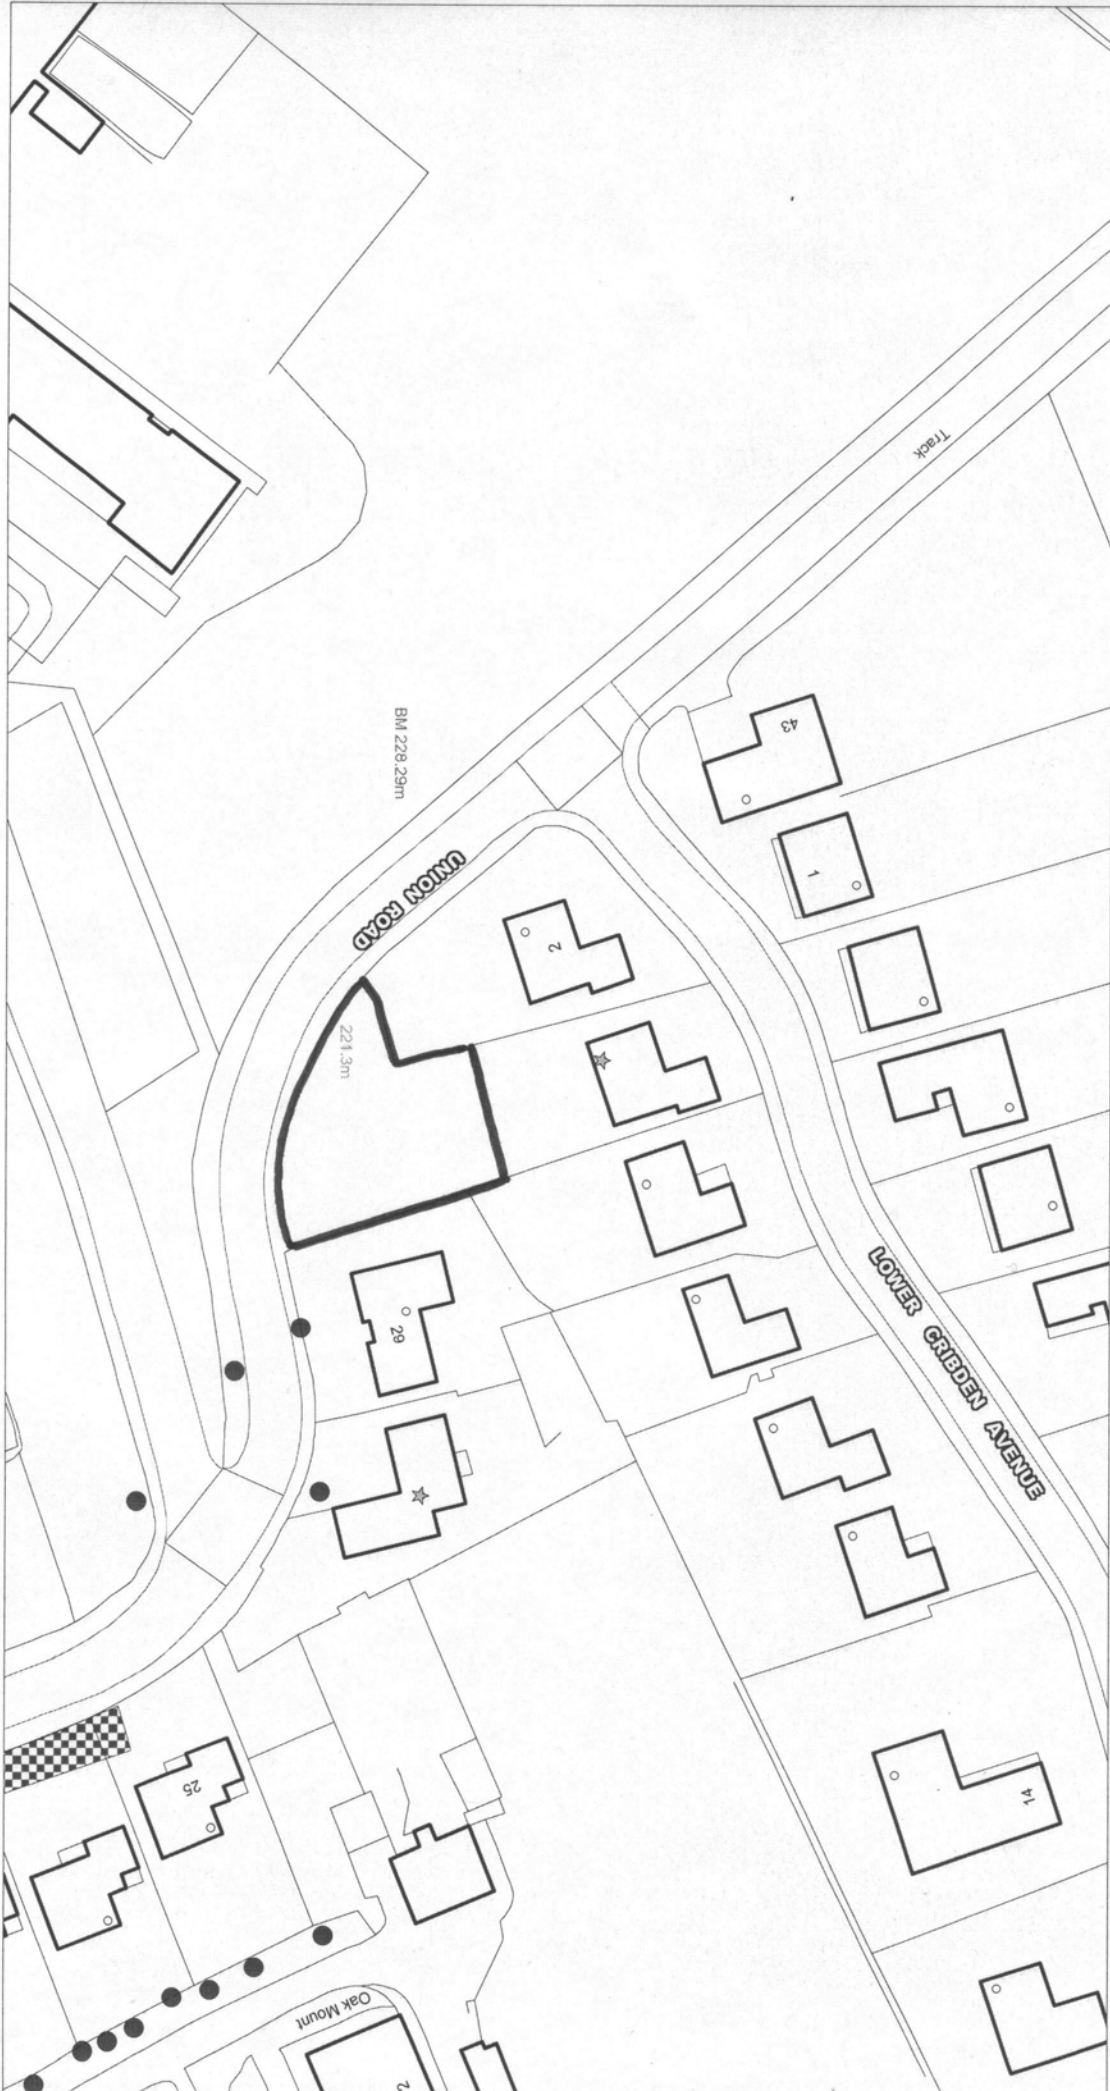 Track
43
BM 228.29m
1
UNION ROAD
2
221.3m
LOWER CRIBDEN AVENUE
29
25
14
Oak Mount
2